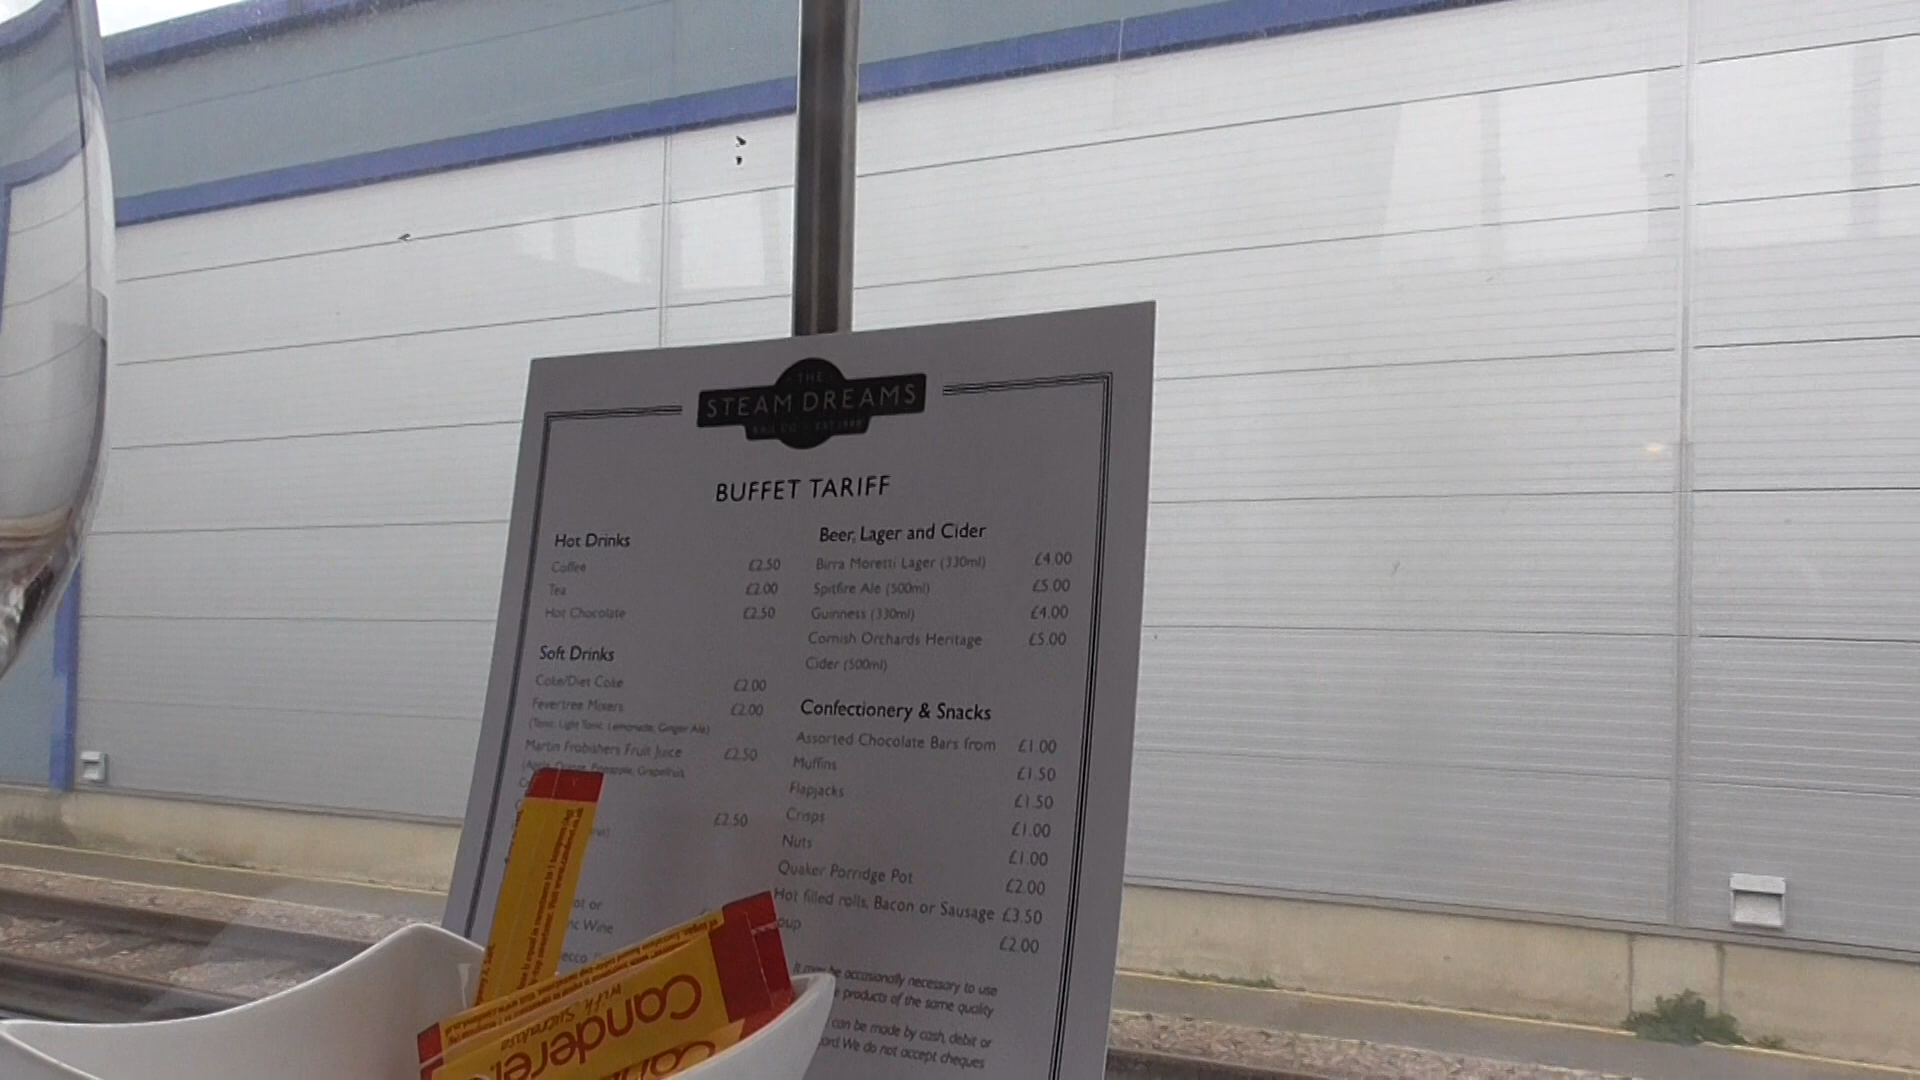 THE
STEAM DREAMS
RAIL CO · EST 1999
BUFFET TARIFF
Hot Drinks
Coffee £2.50
Tea £2.00
Hot Chocolate £2.50
Soft Drinks
Coke/Diet Coke £2.00
Fevertree Mixers £2.00
(Tonic, Light Tonic, Lemonade, Ginger Ale)
Martin Frobishers Fruit Juice £2.50
(Apple, Orange, Pineapple, Grapefruit,
£2.50
ot or
nc Wine
ecco
Beer, Lager and Cider
Birra Moretti Lager (330ml) £4.00
Spitfire Ale (500ml) £5.00
Guinness (330ml) £4.00
Cornish Orchards Heritage £5.00
Cider (500ml)
Confectionery & Snacks
Assorted Chocolate Bars from £1.00
Muffins £1.50
Flapjacks £1.50
Crisps £1.00
Nuts £1.00
Quaker Porridge Pot £2.00
Hot filled rolls, Bacon or Sausage £3.50
oup £2.00
It may be occasionally necessary to use
products of the same quality
can be made by cash, debit or
card. We do not accept cheques
Canderel
with Sucralose